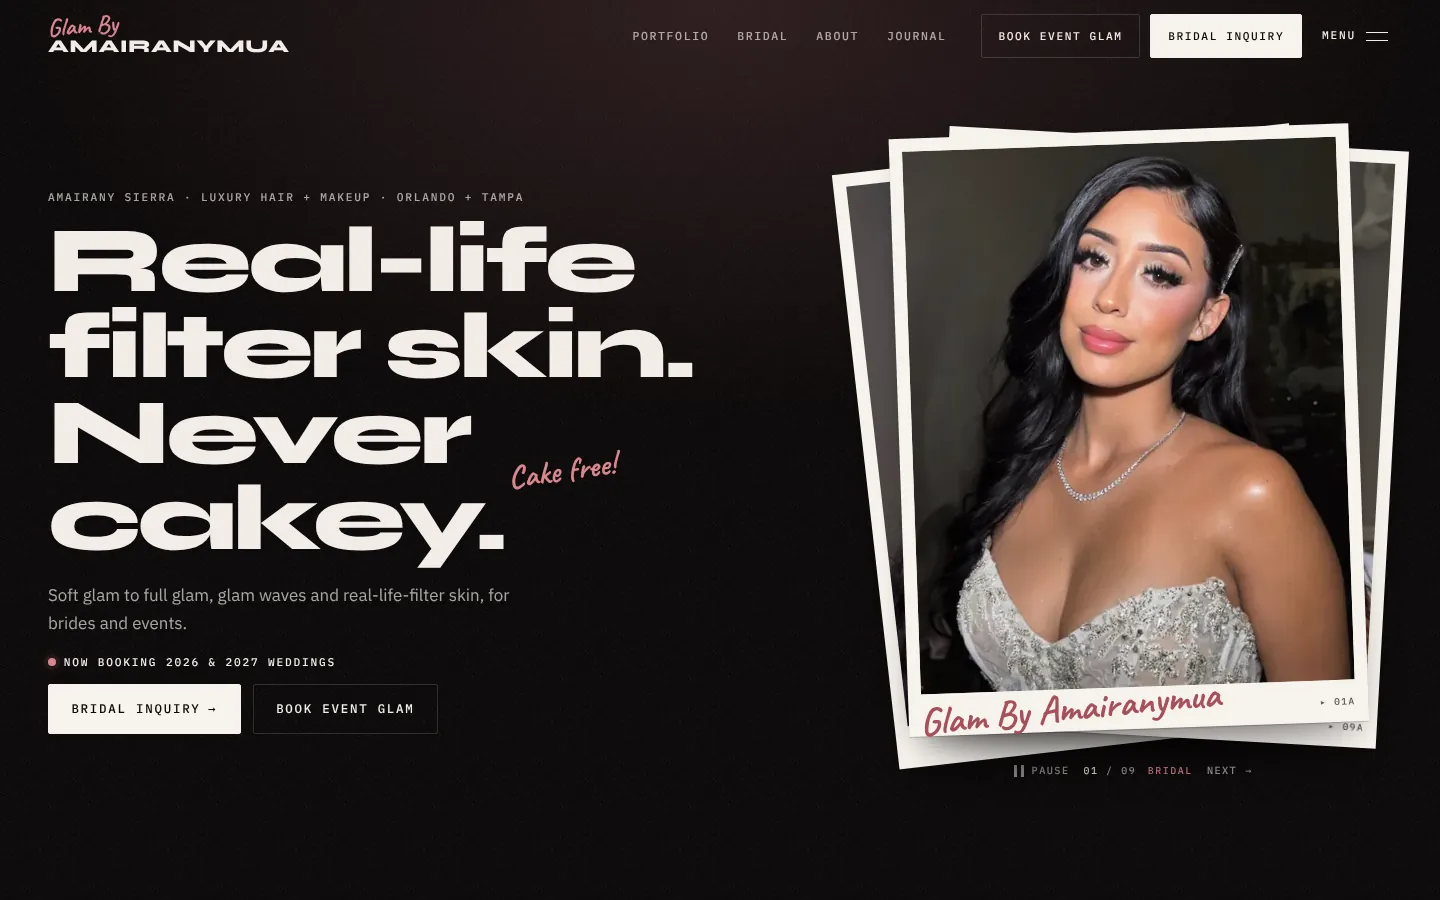 Glam By
AMAIRANYMUA
PORTFOLIO
BRIDAL
ABOUT
JOURNAL
BOOK EVENT GLAM
BRIDAL INQUIRY
MENU
AMAIRANY SIERRA · LUXURY HAIR + MAKEUP · ORLANDO + TAMPA
Real-life
filter skin.
Never
cakey.
Cake free!
Soft glam to full glam, glam waves and real-life-filter skin, for
brides and events.
NOW BOOKING 2026 & 2027 WEDDINGS
BRIDAL INQUIRY →
BOOK EVENT GLAM
Glam By Amairanymua
▸ 01A
▸ 09A
PAUSE 01 / 09 BRIDAL NEXT →